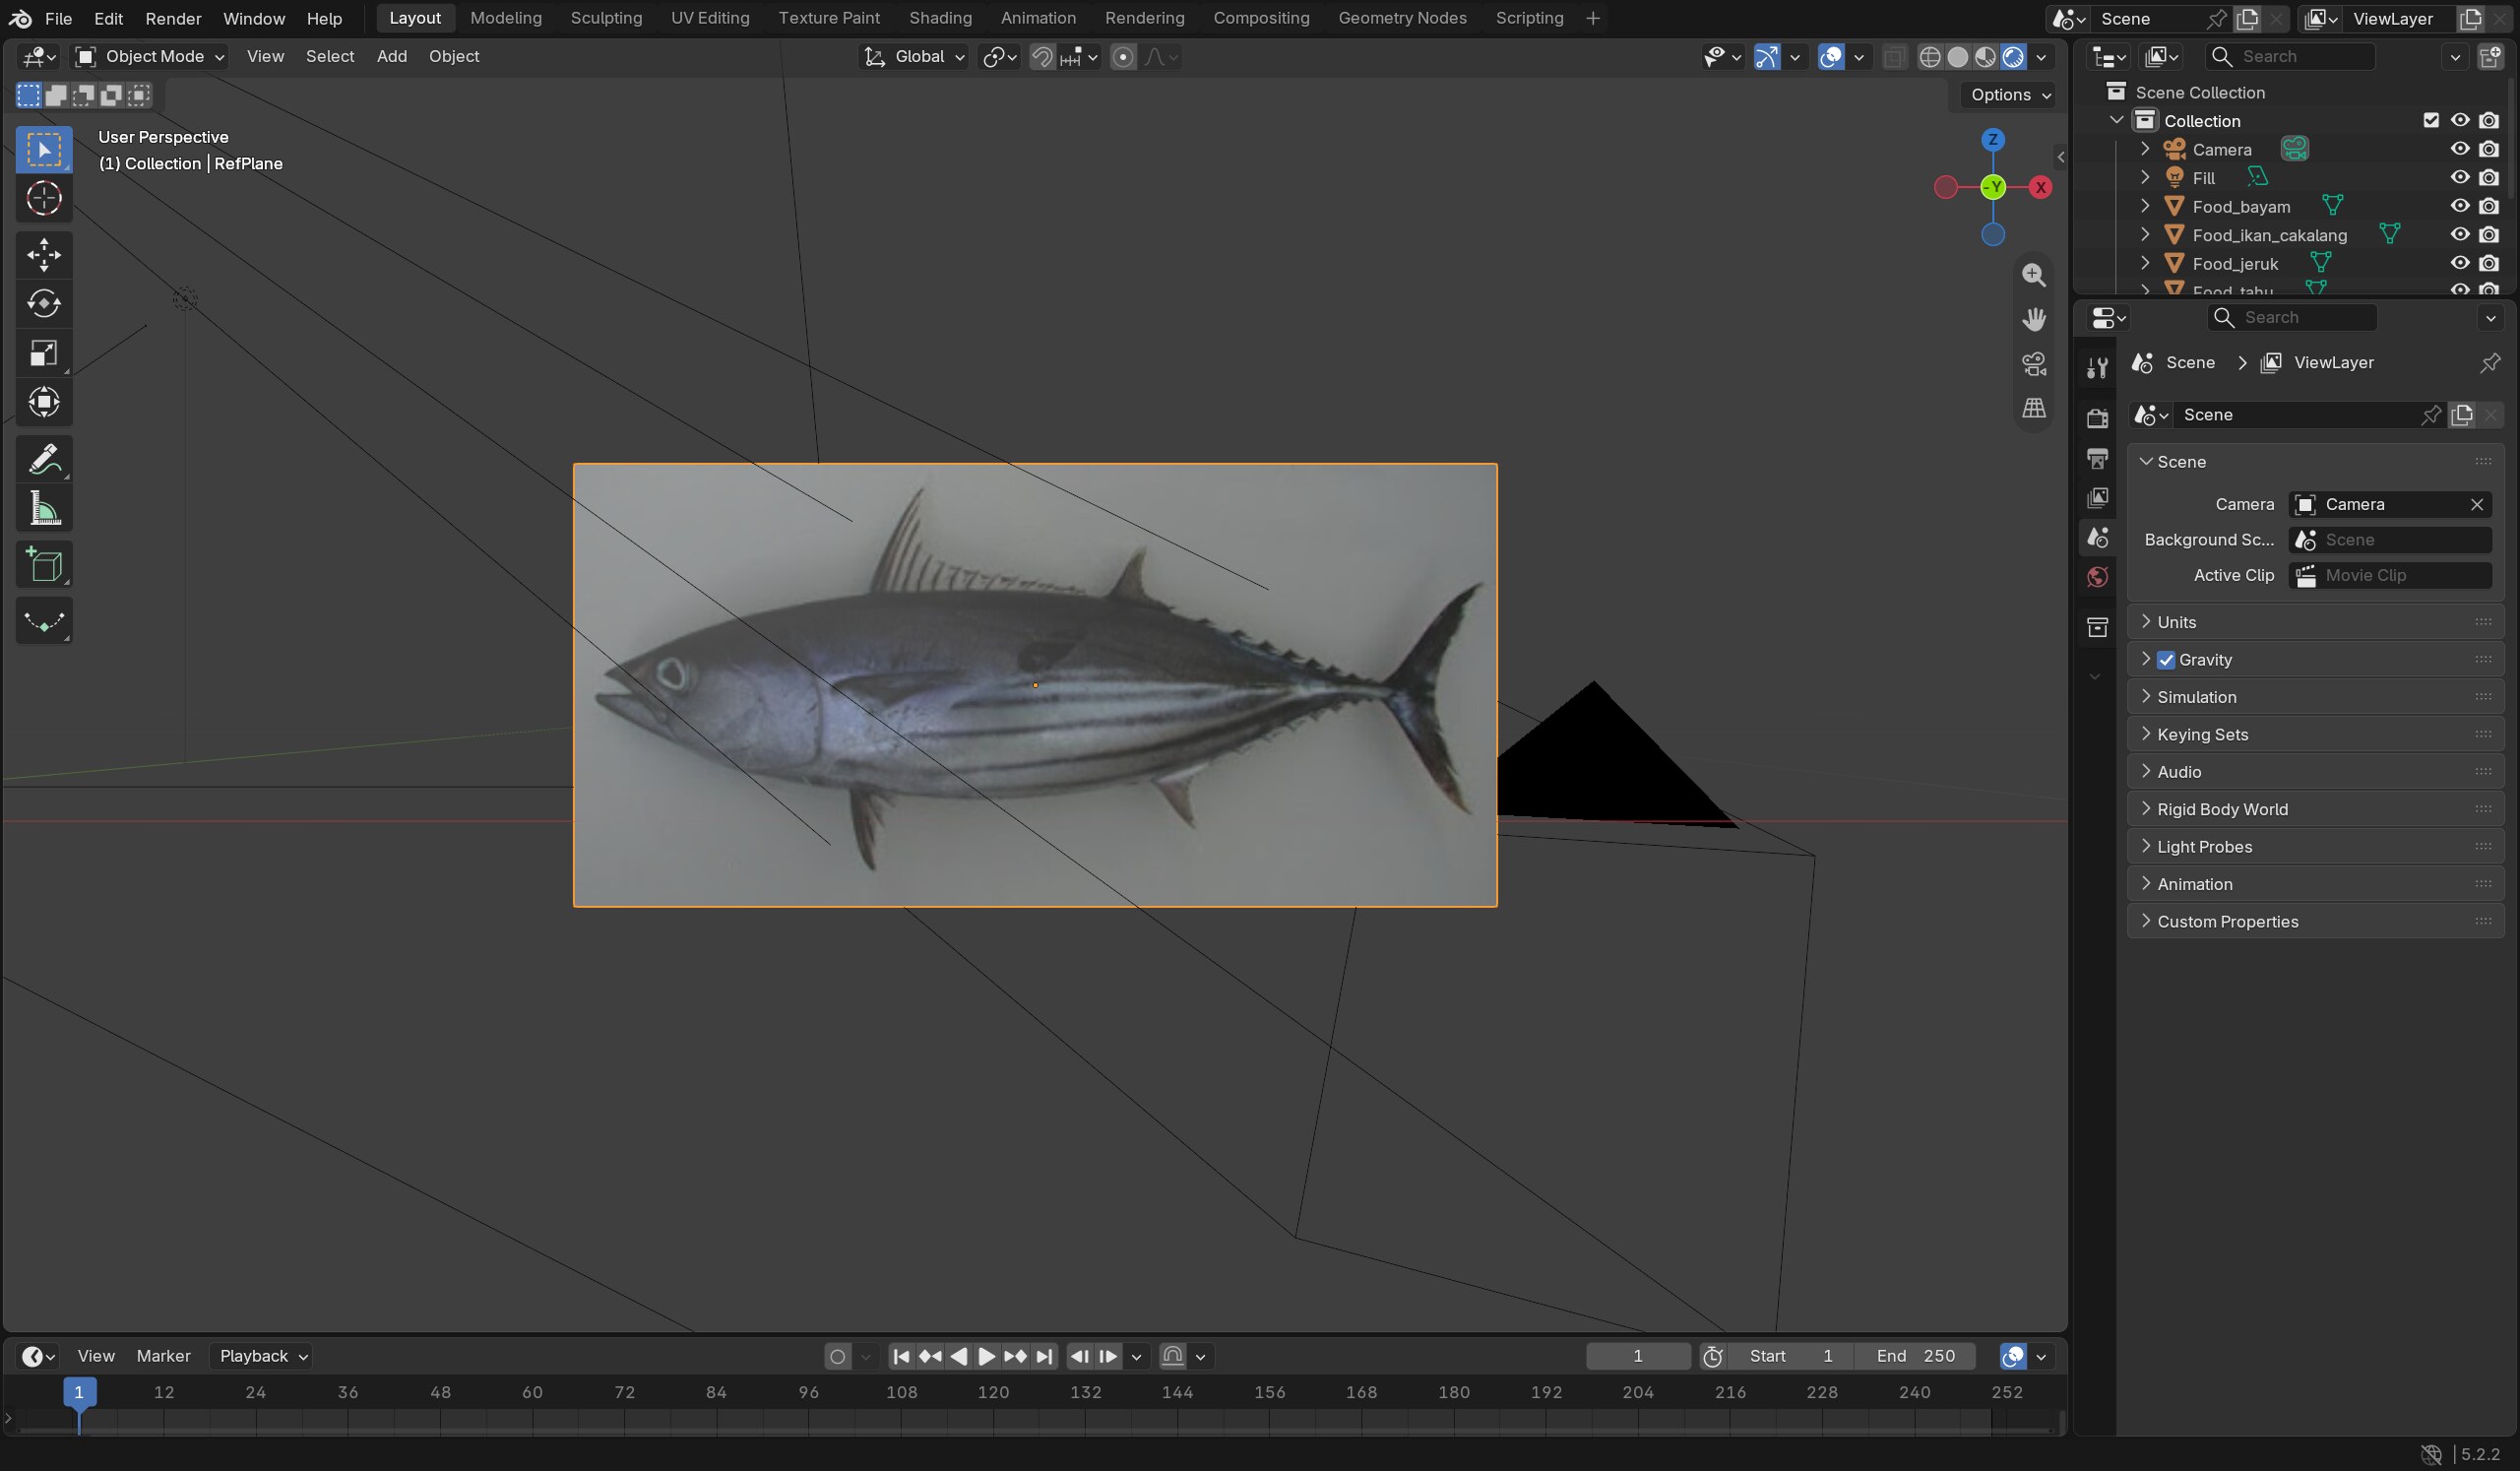 File Edit Render Window Help Layout Modeling Sculpting UV Editing Texture Paint Shading Animation Rendering Compositing Geometry Nodes Scripting Scene ViewLayer
Object Mode View Select Add Object Global Search
Options
User Perspective
(1) Collection | RefPlane
Z
-Y X
Scene Collection
Collection
Camera
Fill
Food_bayam
Food_ikan_cakalang
Food_jeruk
Food_tahu
Search
Scene ViewLayer
Scene
Scene
Camera Camera
Background Sc... Scene
Active Clip Movie Clip
Units
Gravity
Simulation
Keying Sets
Audio
Rigid Body World
Light Probes
Animation
Custom Properties
View Marker Playback 1 Start 1 End 250
1 12 24 36 48 60 72 84 96 108 120 132 144 156 168 180 192 204 216 228 240 252
5.2.2